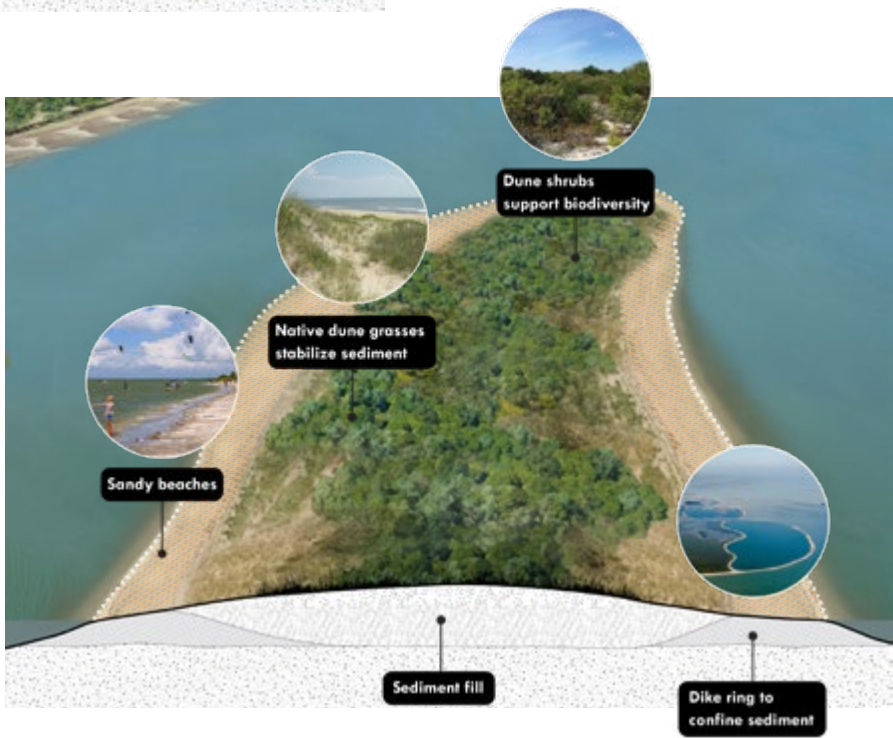 Dune shrubs
support biodiversity
Native dune grasses
stabilize sediment
Sandy beaches
Sediment fill
Dike ring to
confine sediment